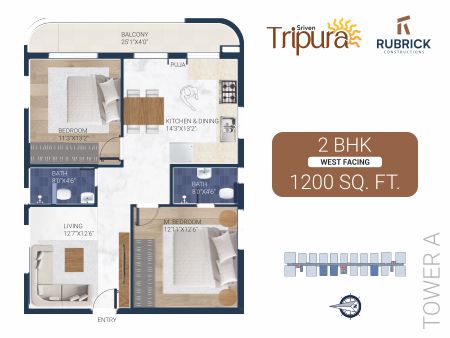 Sriven
Tripura
RUBRICK
CONSTRUCTIONS
BALCONY
25'1"X4'0"
PUJA
BEDROOM
11'3"X13'2"
KITCHEN & DINING
14'3"X13'2"
BATH
8'0"X4'6"
BATH
8'0"X4'6"
LIVING
12'7"X12'6"
M. BEDROOM
12'11"X12'6"
ENTRY
2 BHK
WEST FACING
1200 SQ. FT.
TOWER A